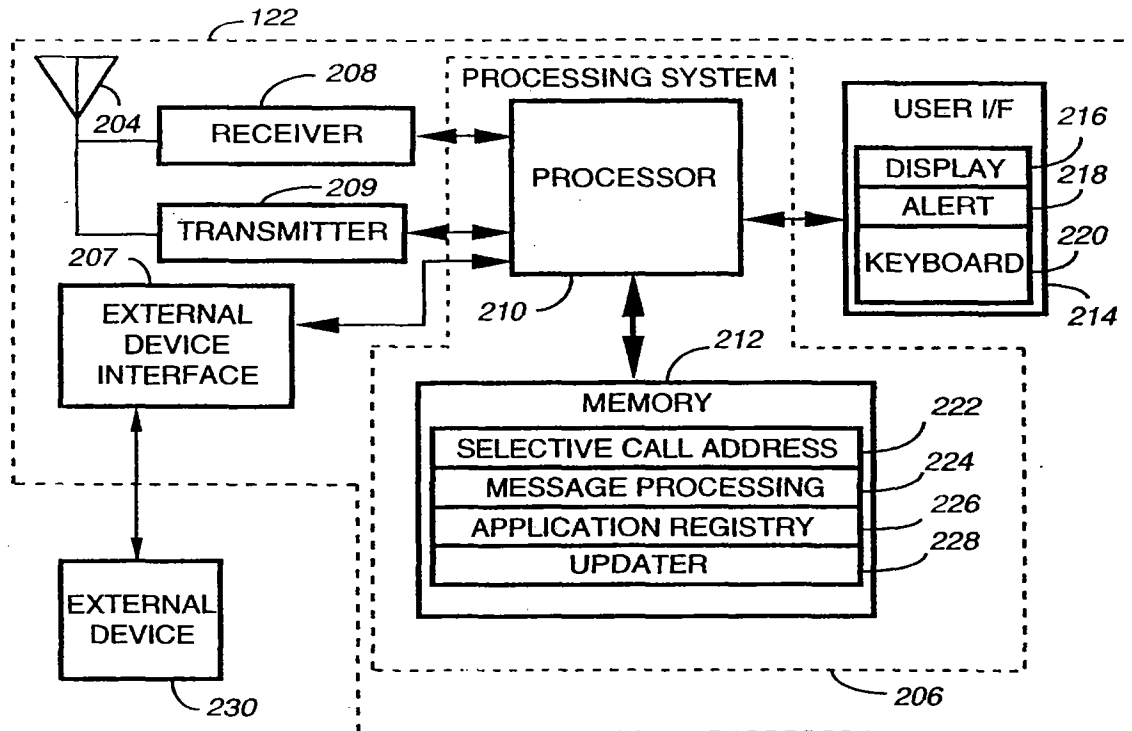 122
204
208
RECEIVER
209
TRANSMITTER
207
EXTERNAL
DEVICE
INTERFACE
EXTERNAL
DEVICE
230
PROCESSING SYSTEM
PROCESSOR
210
USER I/F
DISPLAY
ALERT
KEYBOARD
216
218
220
214
212
MEMORY
SELECTIVE CALL ADDRESS
MESSAGE PROCESSING
APPLICATION REGISTRY
UPDATER
222
224
226
228
206